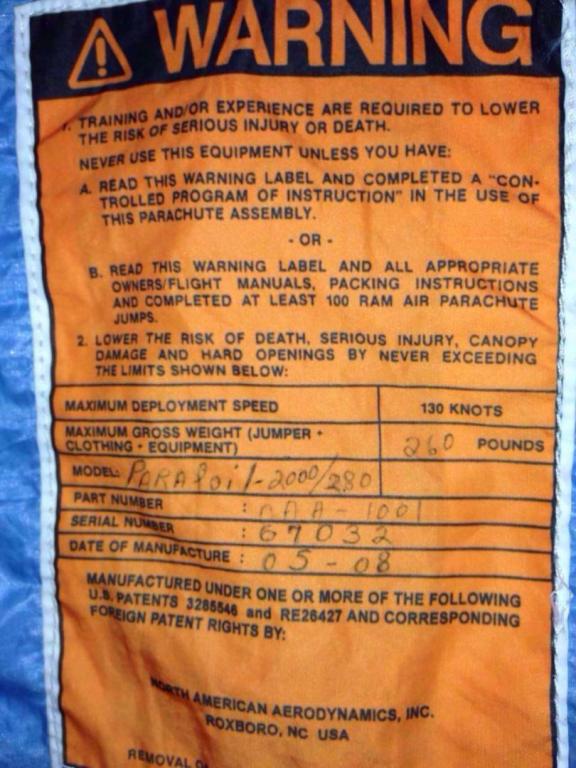 WARNING
1. TRAINING AND/OR EXPERIENCE ARE REQUIRED TO LOWER
THE RISK OF SERIOUS INJURY OR DEATH.
NEVER USE THIS EQUIPMENT UNLESS YOU HAVE:
A. READ THIS WARNING LABEL AND COMPLETED A "CON-
TROLLED PROGRAM OF INSTRUCTION" IN THE USE OF
THIS PARACHUTE ASSEMBLY.
- OR -
B. READ THIS WARNING LABEL AND ALL APPROPRIATE
OWNERS/FLIGHT MANUALS, PACKING INSTRUCTIONS
AND COMPLETED AT LEAST 100 RAM AIR PARACHUTE
JUMPS.
2. LOWER THE RISK OF DEATH, SERIOUS INJURY, CANOPY
DAMAGE AND HARD OPENINGS BY NEVER EXCEEDING
THE LIMITS SHOWN BELOW:
MAXIMUM DEPLOYMENT SPEED 130 KNOTS
MAXIMUM GROSS WEIGHT (JUMPER +
CLOTHING + EQUIPMENT) 260 POUNDS
MODEL: PARAfoil-2000/280
PART NUMBER : AAA-1001
SERIAL NUMBER : 67032
DATE OF MANUFACTURE : 05-08
MANUFACTURED UNDER ONE OR MORE OF THE FOLLOWING
U.S. PATENTS 3285546 and RE26427 AND CORRESPONDING
FOREIGN PATENT RIGHTS BY:
NORTH AMERICAN AERODYNAMICS, INC.
ROXBORO, NC USA
REMOVAL